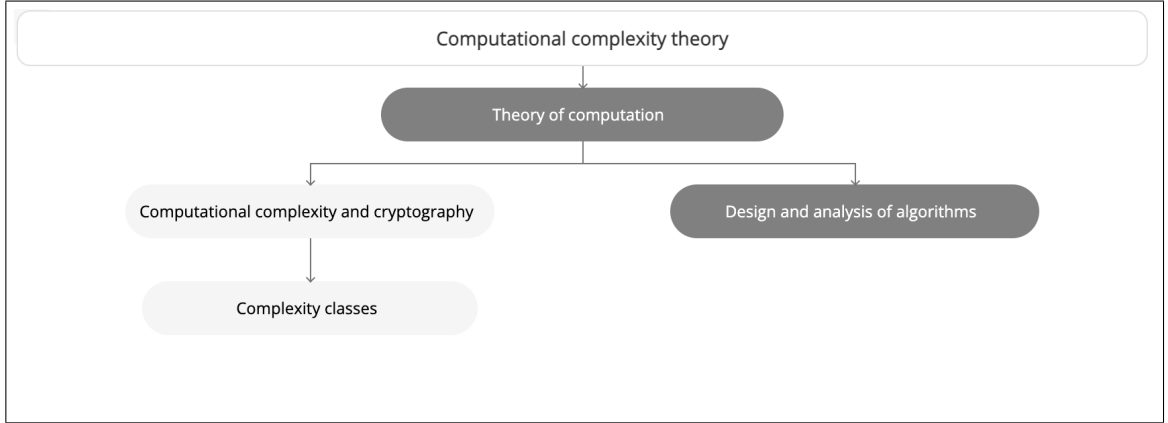 Computational complexity theory
Theory of computation
Computational complexity and cryptography
Design and analysis of algorithms
Complexity classes